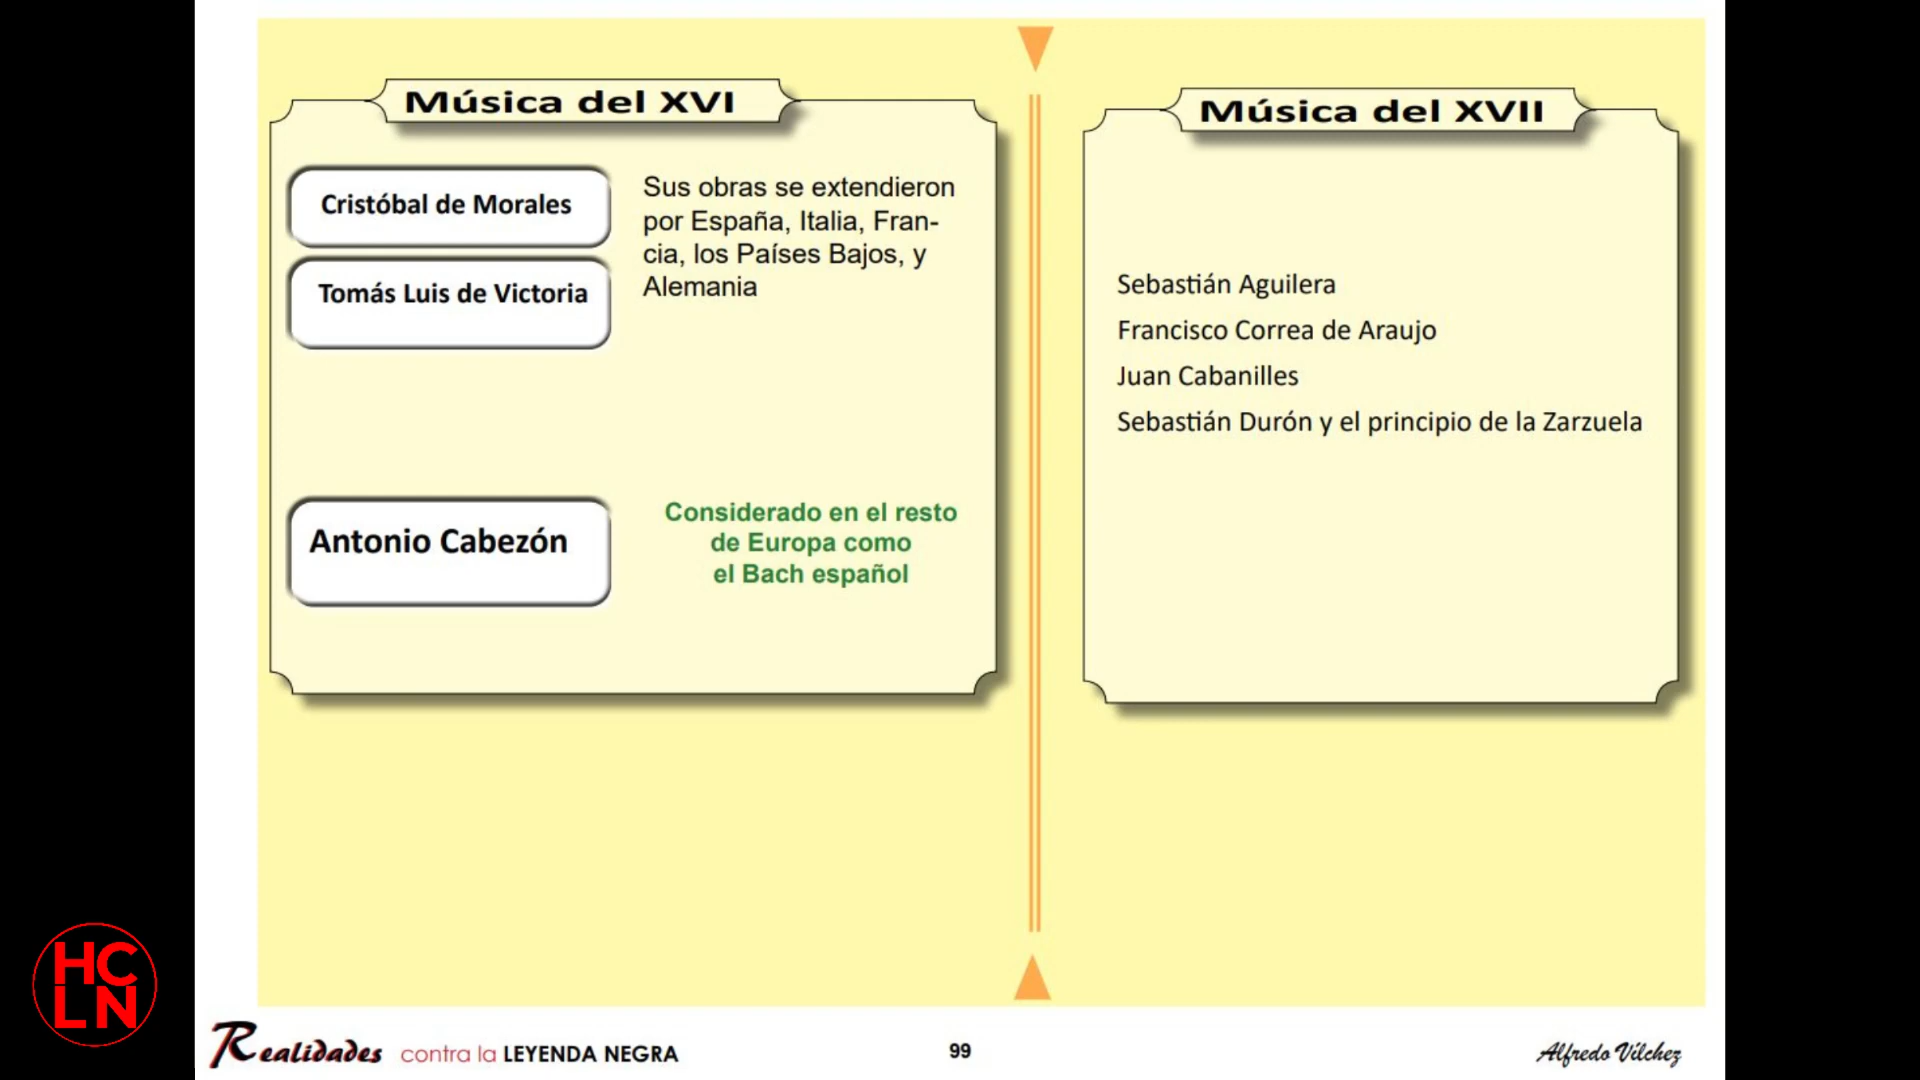 Música del XVI
Cristóbal de Morales
Tomás Luis de Victoria
Sus obras se extendieron
por España, Italia, Fran-
cia, los Países Bajos, y
Alemania
Antonio Cabezón
Considerado en el resto
de Europa como
el Bach español
Música del XVII
Sebastián Aguilera
Francisco Correa de Araujo
Juan Cabanilles
Sebastián Durón y el principio de la Zarzuela
HC
LN
Realidades contra la LEYENDA NEGRA
99
Alfredo Vílchez